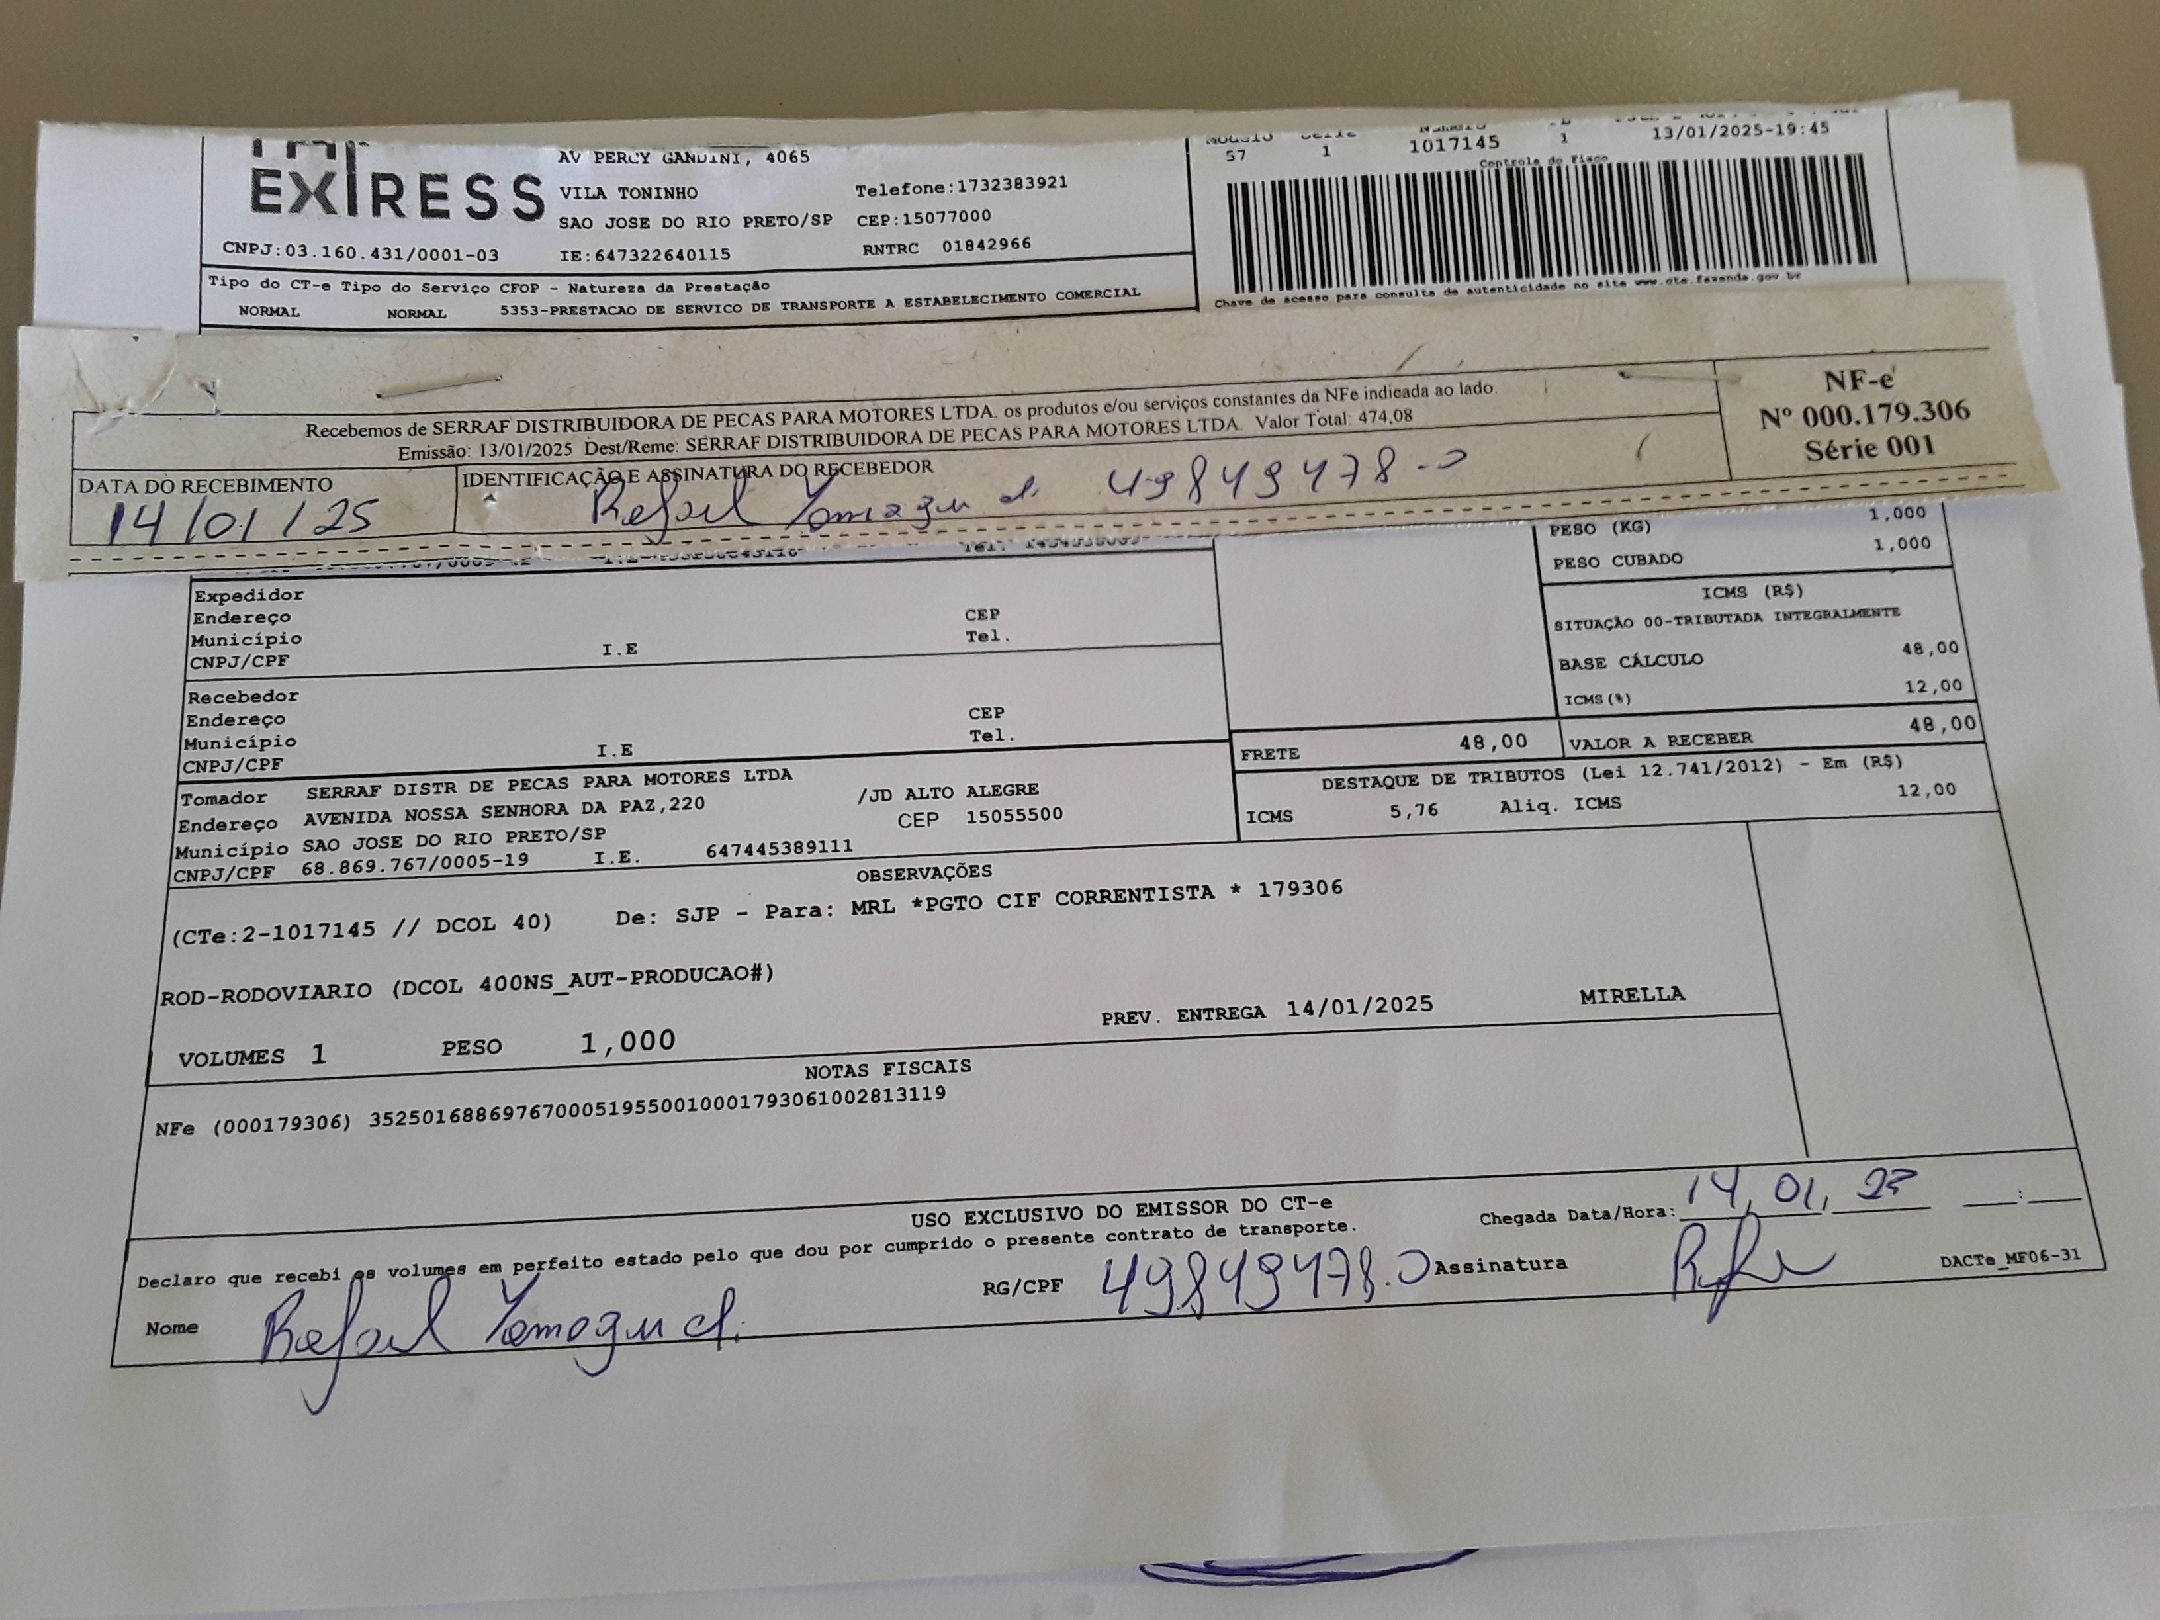 EXPRESS
AV PERCY GANDINI, 4065
VILA TONINHO Telefone:1732383921
SAO JOSE DO RIO PRETO/SP CEP:15077000
CNPJ:03.160.431/0001-03 IE:647322640115 RNTRC 01842966
57 1 1017145 1 13/01/2025-19:45
Controle do Fisco
Chave de acesso para consulta de autenticidade no site www.cte.fazenda.gov.br
Tipo do CT-e Tipo do Serviço CFOP - Natureza da Prestação
NORMAL NORMAL 5353-PRESTACAO DE SERVICO DE TRANSPORTE A ESTABELECIMENTO COMERCIAL
Recebemos de SERRAF DISTRIBUIDORA DE PECAS PARA MOTORES LTDA. os produtos e/ou serviços constantes da NFe indicada ao lado.
Emissão: 13/01/2025 Dest/Reme: SERRAF DISTRIBUIDORA DE PECAS PARA MOTORES LTDA. Valor Total: 474,08
NF-e
Nº 000.179.306
Série 001
DATA DO RECEBIMENTO
14/01/25
IDENTIFICAÇÃO E ASSINATURA DO RECEBEDOR
Rafael Yamaguchi 49849478-0
PESO (KG) 1,000
PESO CUBADO 1,000
Expedidor
Endereço CEP
Município Tel.
CNPJ/CPF I.E
Recebedor
Endereço CEP
Município Tel.
CNPJ/CPF I.E
ICMS (R$)
SITUAÇÃO 00-TRIBUTADA INTEGRALMENTE
BASE CÁLCULO 48,00
ICMS(%) 12,00
FRETE 48,00 VALOR A RECEBER 48,00
DESTAQUE DE TRIBUTOS (Lei 12.741/2012) - Em (R$)
ICMS 5,76 Aliq. ICMS 12,00
Tomador SERRAF DISTR DE PECAS PARA MOTORES LTDA
Endereço AVENIDA NOSSA SENHORA DA PAZ,220 /JD ALTO ALEGRE
Município SAO JOSE DO RIO PRETO/SP CEP 15055500
CNPJ/CPF 68.869.767/0005-19 I.E. 647445389111
OBSERVAÇÕES
(CTe:2-1017145 // DCOL 40) De: SJP - Para: MRL *PGTO CIF CORRENTISTA * 179306
ROD-RODOVIARIO (DCOL 400NS_AUT-PRODUCAO#)
PREV. ENTREGA 14/01/2025 MIRELLA
VOLUMES 1 PESO 1,000
NOTAS FISCAIS
NFe (000179306) 35250168869767000519550010001793061002813119
USO EXCLUSIVO DO EMISSOR DO CT-e
Declaro que recebi os volumes em perfeito estado pelo que dou por cumprido o presente contrato de transporte.
Chegada Data/Hora: 14, 01, :
Nome Rafael Yamaguchi RG/CPF 49849478.0 Assinatura
DACTe_MF06-31